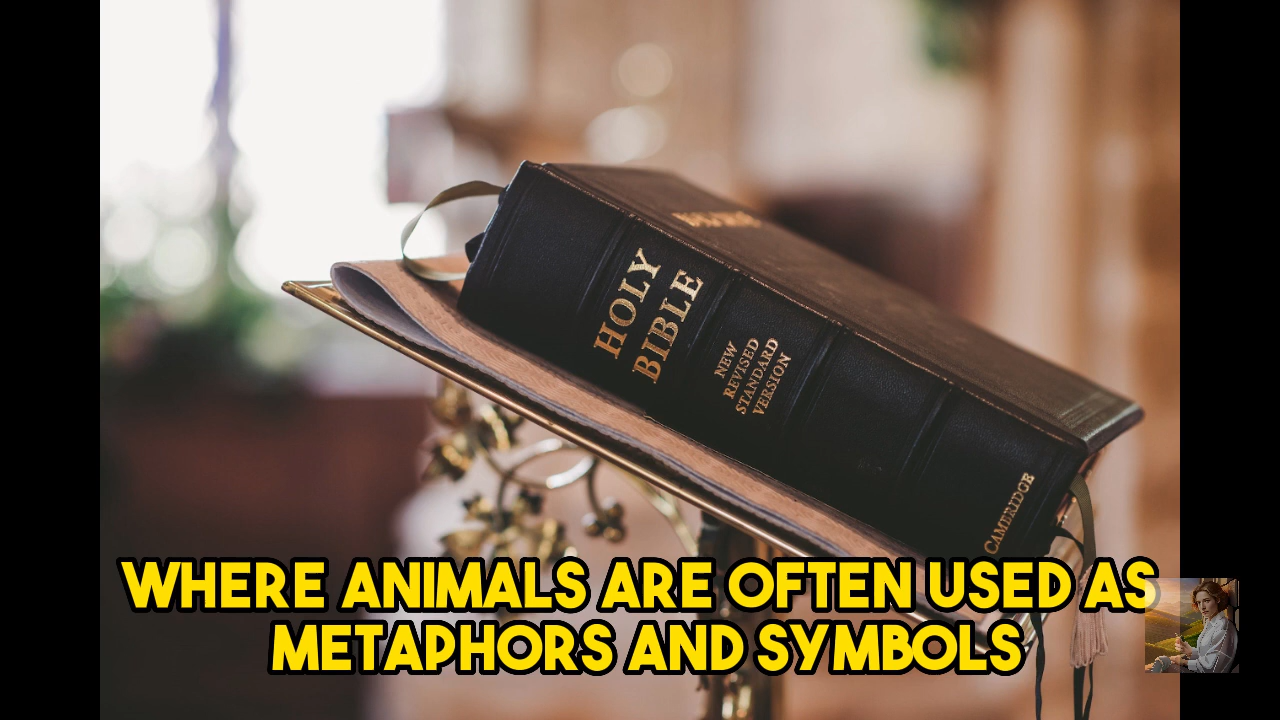 HOLY
BIBLE
NEW
REVISED
STANDARD
VERSION
CAMBRIDGE
WHERE ANIMALS ARE OFTEN USED AS
METAPHORS AND SYMBOLS